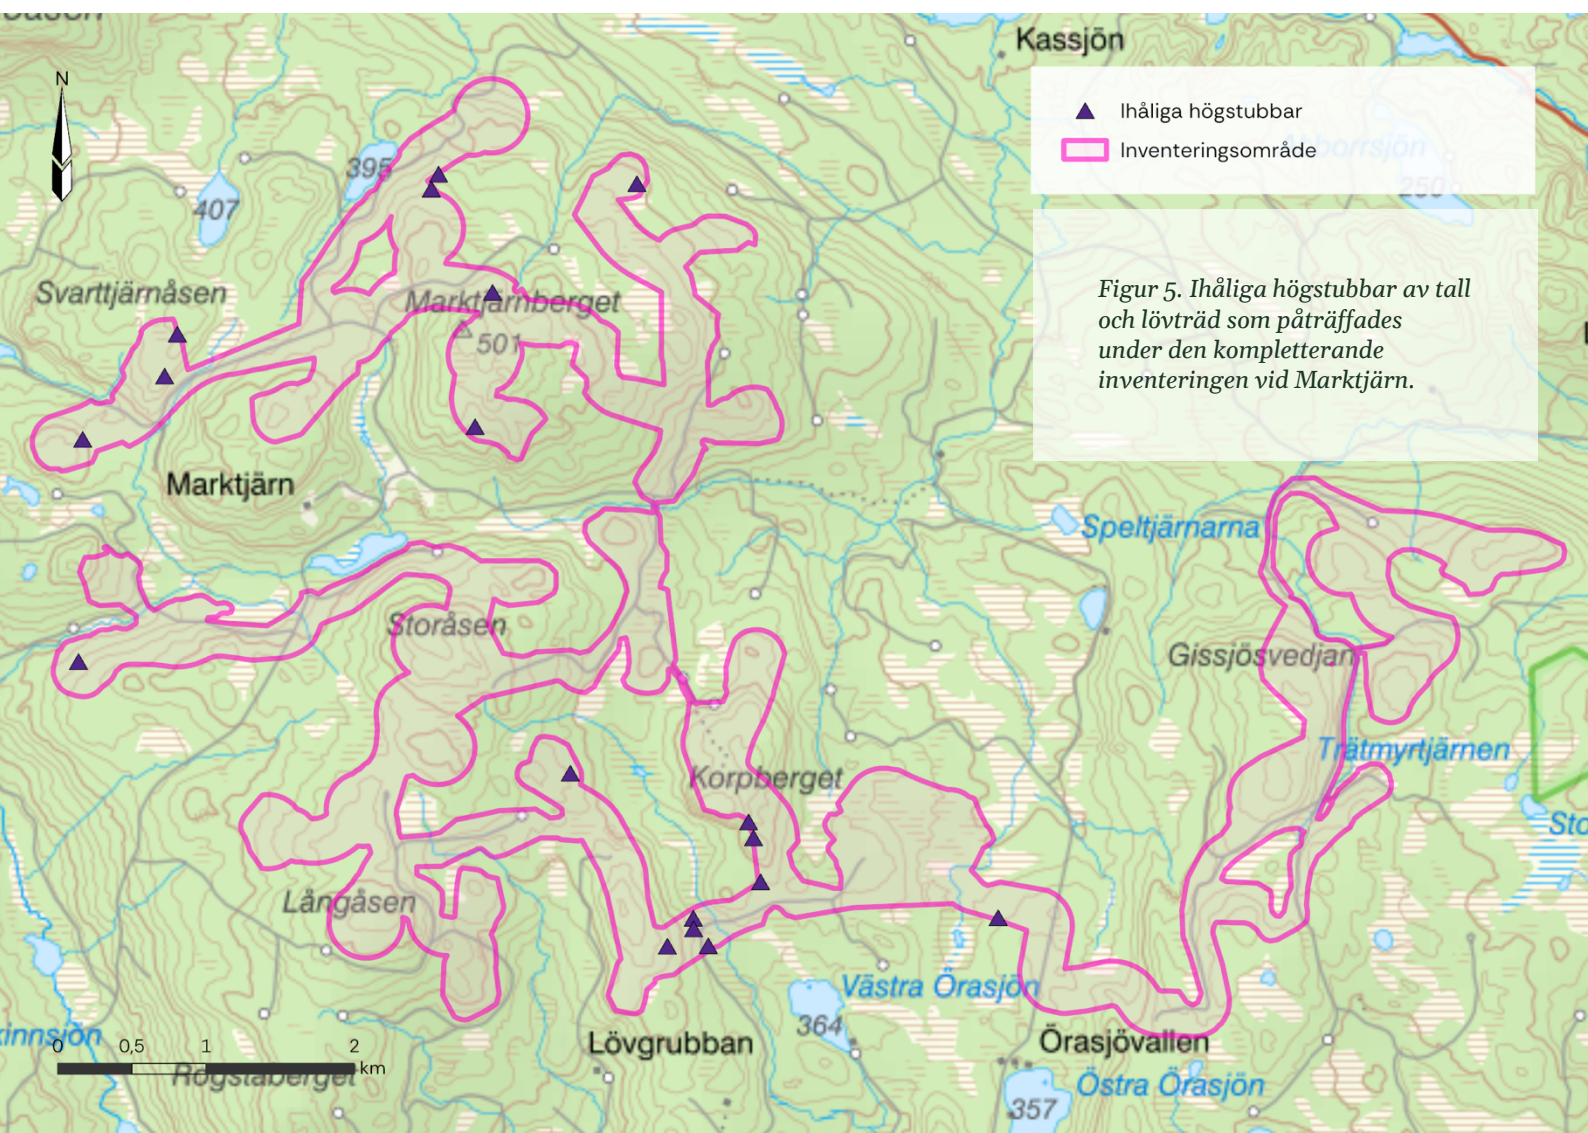 Kassjön
N
Ihåliga högstubbar
Inventeringsområde
395
407
250
Svarttjärnåsen
Marktjärnberget
501
Figur 5. Ihåliga högstubbar av tall
och lövträd som påträffades
under den kompletterande
inventeringen vid Marktjärn.
Marktjärn
Speltjärnarna
Storåsen
Gissjösvedjan
Trätmyrtjärnen
Korpberget
Sto
Långåsen
Västra Örasjön
364
kinnsjön
Lövgrubban
Örasjövallen
0 0,5 1 2
km
Rogstaberget
Östra Örasjön
357